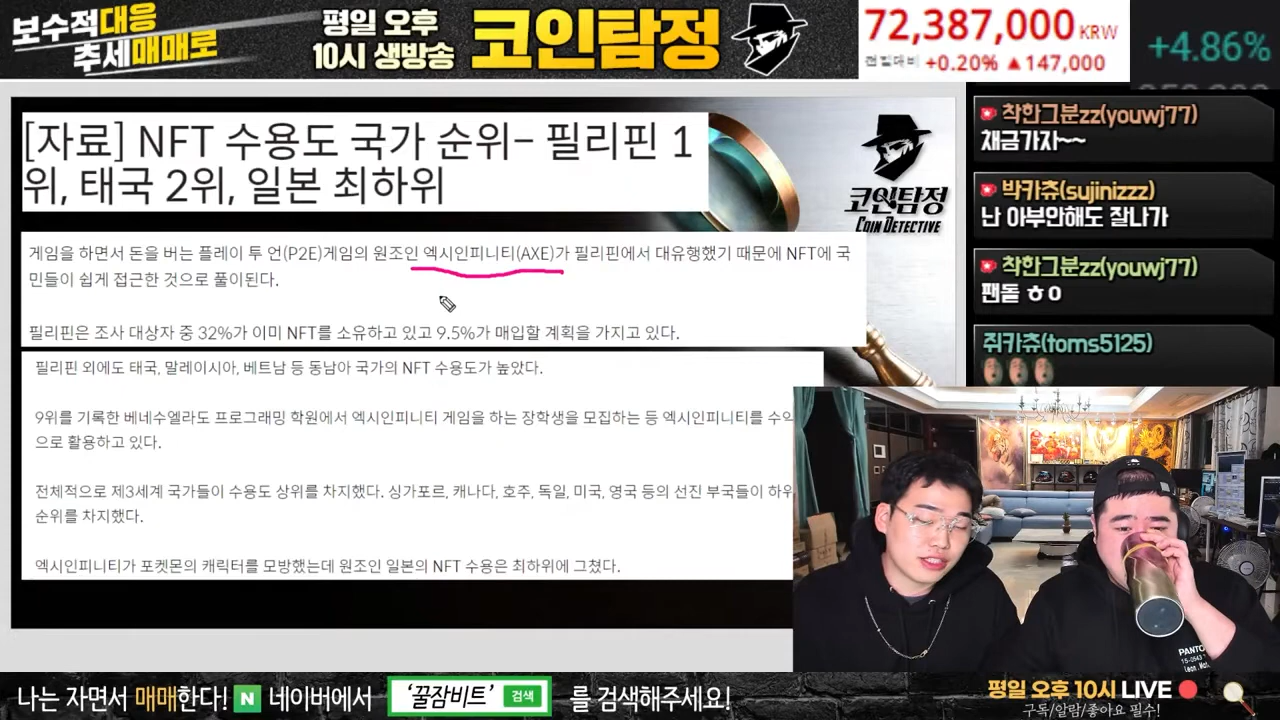 보수적대응
추세매매로
평일 오후
10시 생방송
코인탐정
72,387,000 KRW
전일대비 +0.20% ▲147,000
+4.86%
[자료] NFT 수용도 국가 순위- 필리핀 1
위, 태국 2위, 일본 최하위
코인탐정
COIN DETECTIVE
게임을 하면서 돈을 버는 플레이 투 언(P2E)게임의 원조인 엑시인피니티(AXE)가 필리핀에서 대유행했기 때문에 NFT에 국
민들이 쉽게 접근한 것으로 풀이된다.
필리핀은 조사 대상자 중 32%가 이미 NFT를 소유하고 있고 9.5%가 매입할 계획을 가지고 있다.
필리핀 외에도 태국, 말레이시아, 베트남 등 동남아 국가의 NFT 수용도가 높았다.
9위를 기록한 베네수엘라도 프로그래밍 학원에서 엑시인피니티 게임을 하는 장학생을 모집하는 등 엑시인피니티를 수익
으로 활용하고 있다.
전체적으로 제3세계 국가들이 수용도 상위를 차지했다. 싱가포르, 캐나다, 호주, 독일, 미국, 영국 등의 선진 부국들이 하위
순위를 차지했다.
엑시인피니티가 포켓몬의 캐릭터를 모방했는데 원조인 일본의 NFT 수용은 최하위에 그쳤다.
착한그분zz(youwj77)
채금가자~~
박카츄(sujinizzz)
난 아부안해도 잘나가
착한그분zz(youwj77)
팬돌 ㅎㅇ
쥐카츄(toms5125)
PANTO
나는 자면서 매매한다! N 네이버에서 '꿀잠비트' 검색 를 검색해주세요!
평일 오후 10시 LIVE
구독/알람/좋아요 필수!